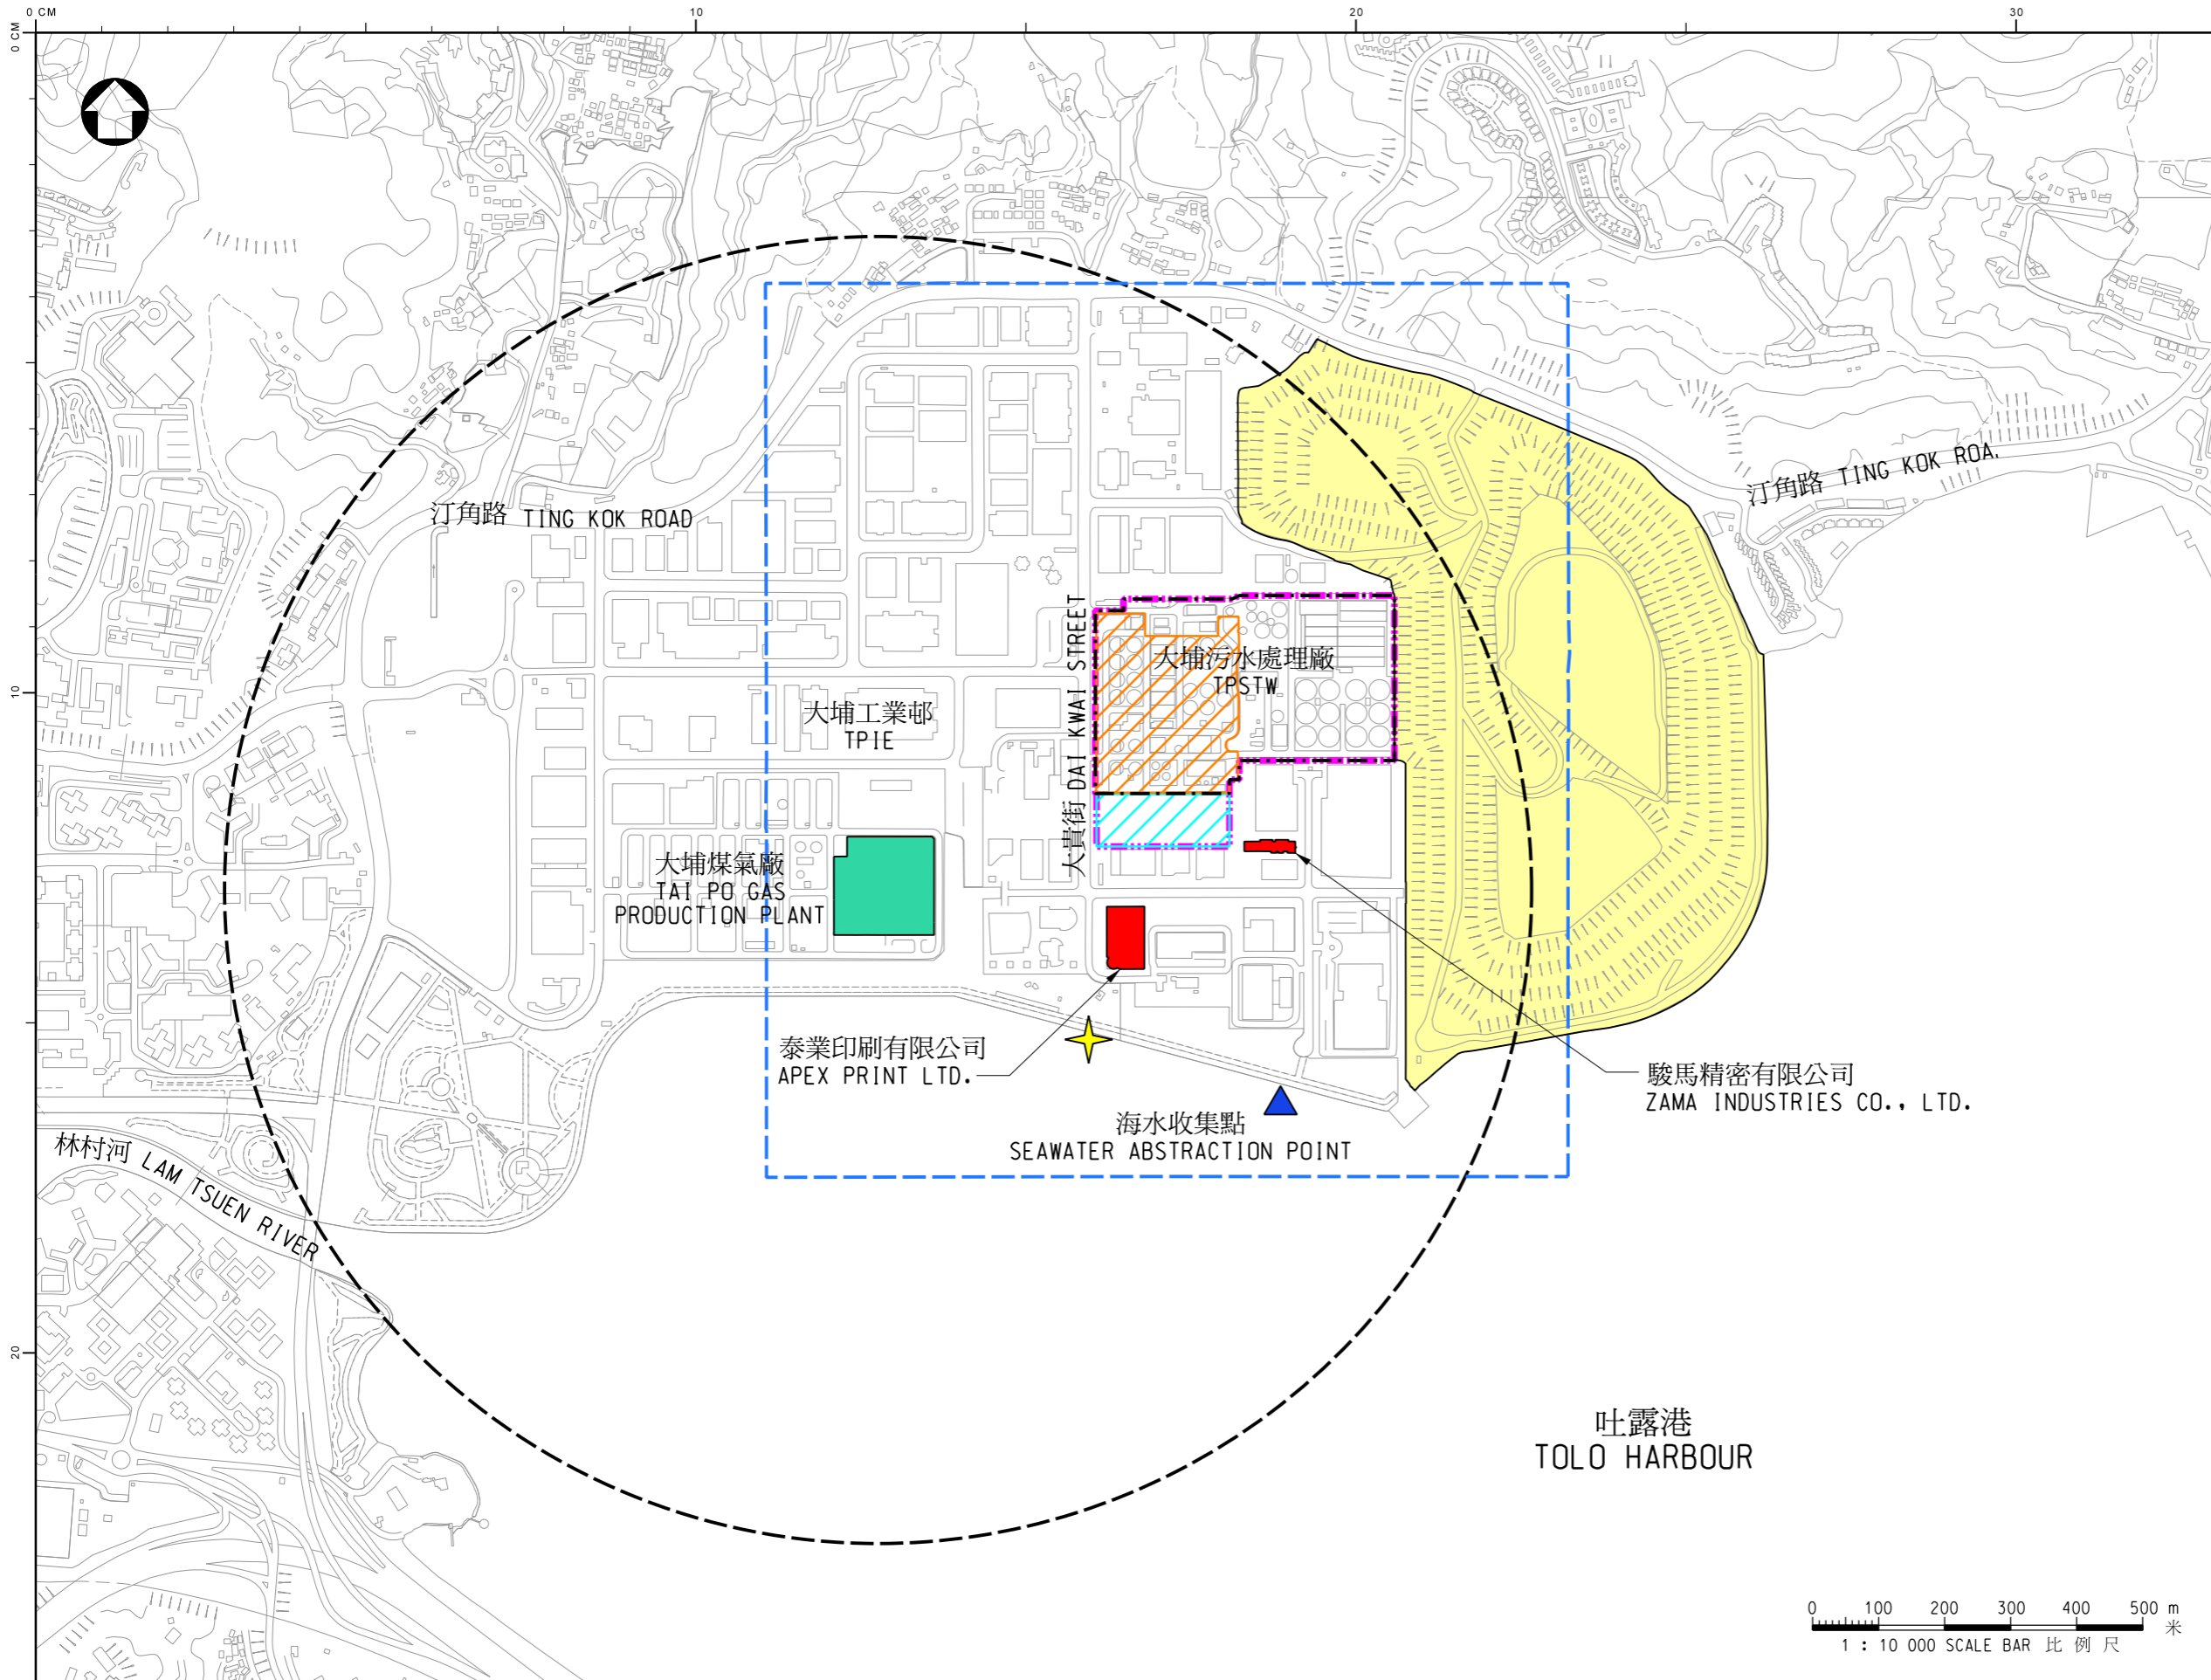 0 CM
10
20
30
0 CM
10
20
汀角路 TING KOK ROAD
汀角路 TING KOK ROA.
大貴街 DAI KWAI STREET
大埔污水處理廠
TPSTW
大埔工業邨
TPIE
大埔煤氣廠
TAI PO GAS
PRODUCTION PLANT
泰業印刷有限公司
APEX PRINT LTD.
海水收集點
SEAWATER ABSTRACTION POINT
駿馬精密有限公司
ZAMA INDUSTRIES CO., LTD.
林村河 LAM TSUEN RIVER
吐露港
TOLO HARBOUR
0 100 200 300 400 500 m
米
1 : 10 000 SCALE BAR 比例尺